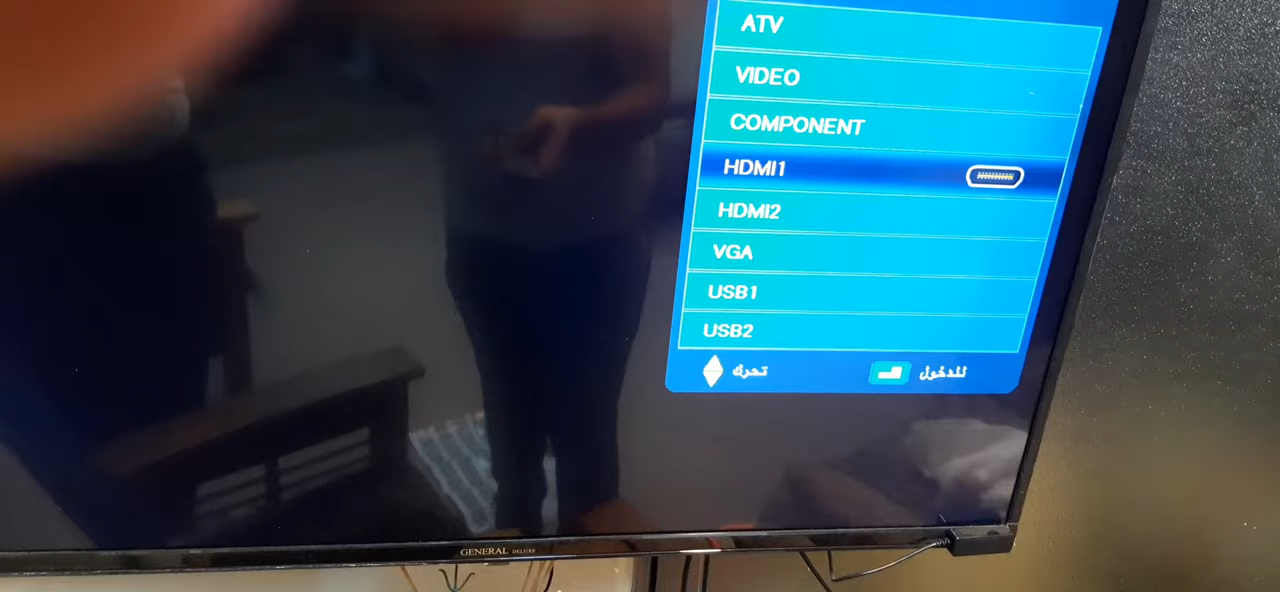 ATV
VIDEO
COMPONENT
HDMI1
HDMI2
VGA
USB1
USB2
تحرك
للدخول
GENERAL DELUXE